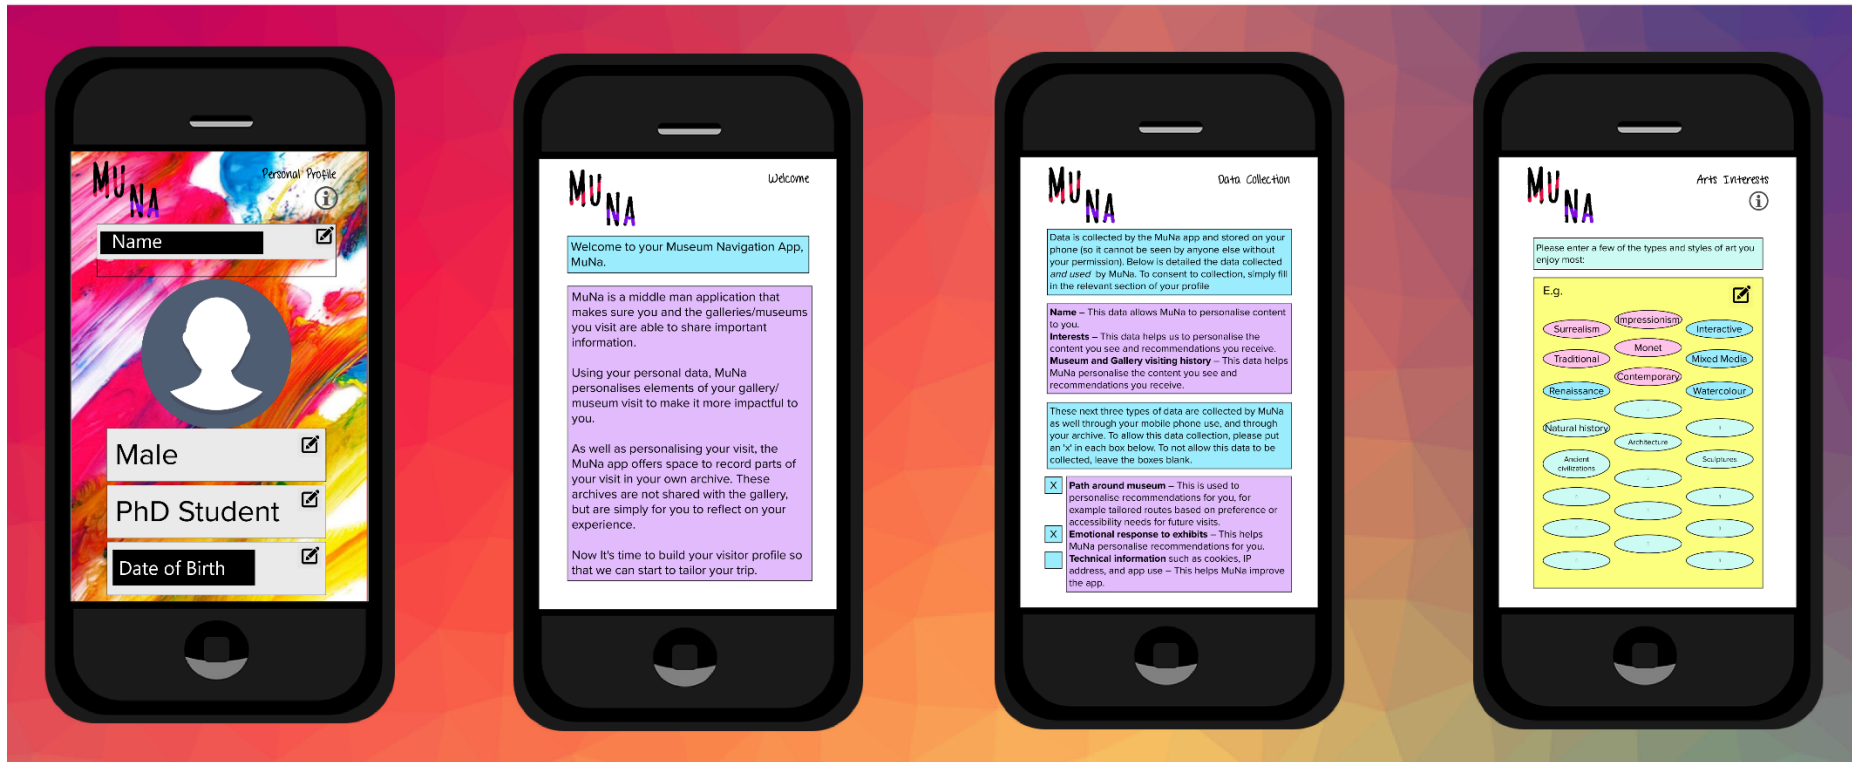 MUNA
Personal Profile
Name
Male
PhD Student
Date of Birth
MUNA
Welcome
Welcome to your Museum Navigation App,
MuNa.
MuNa is a middle man application that
makes sure you and the galleries/museums
you visit are able to share important
information.
Using your personal data, MuNa
personalises elements of your gallery/
museum visit to make it more impactful to
you.
As well as personalising your visit, the
MuNa app offers space to record parts of
your visit in your own archive. These
archives are not shared with the gallery,
but are simply for you to reflect on your
experience.
Now It's time to build your visitor profile so
that we can start to tailor your trip.
MUNA
Data Collection
Data is collected by the MuNa app and stored on your
phone (so it cannot be seen by anyone else without
your permission). Below is detailed the data collected
and used by MuNa. To consent to collection, simply fill
in the relevant section of your profile
Name – This data allows MuNa to personalise content
to you.
Interests – This data helps us to personalise the
content you see and recommendations you receive.
Museum and Gallery visiting history – This data helps
MuNa personalise the content you see and
recommendations you receive.
These next three types of data are collected by MuNa
as well through your mobile phone use, and through
your archive. To allow this data collection, please put
an 'x' in each box below. To not allow this data to be
collected, leave the boxes blank.
X Path around museum – This is used to
personalise recommendations for you, for
example tailored routes based on preference or
accessibility needs for future visits.
X Emotional response to exhibits – This helps
MuNa personalise recommendations for you.
Technical information such as cookies, IP
address, and app use – This helps MuNa improve
the app.
MUNA
Arts Interests
Please enter a few of the types and styles of art you
enjoy most:
E.g.
Surrealism
Impressionism
Interactive
Traditional
Monet
Mixed Media
Renaissance
Contemporary
Watercolour
Natural history
Architecture
Ancient
civilizations
Sculptures